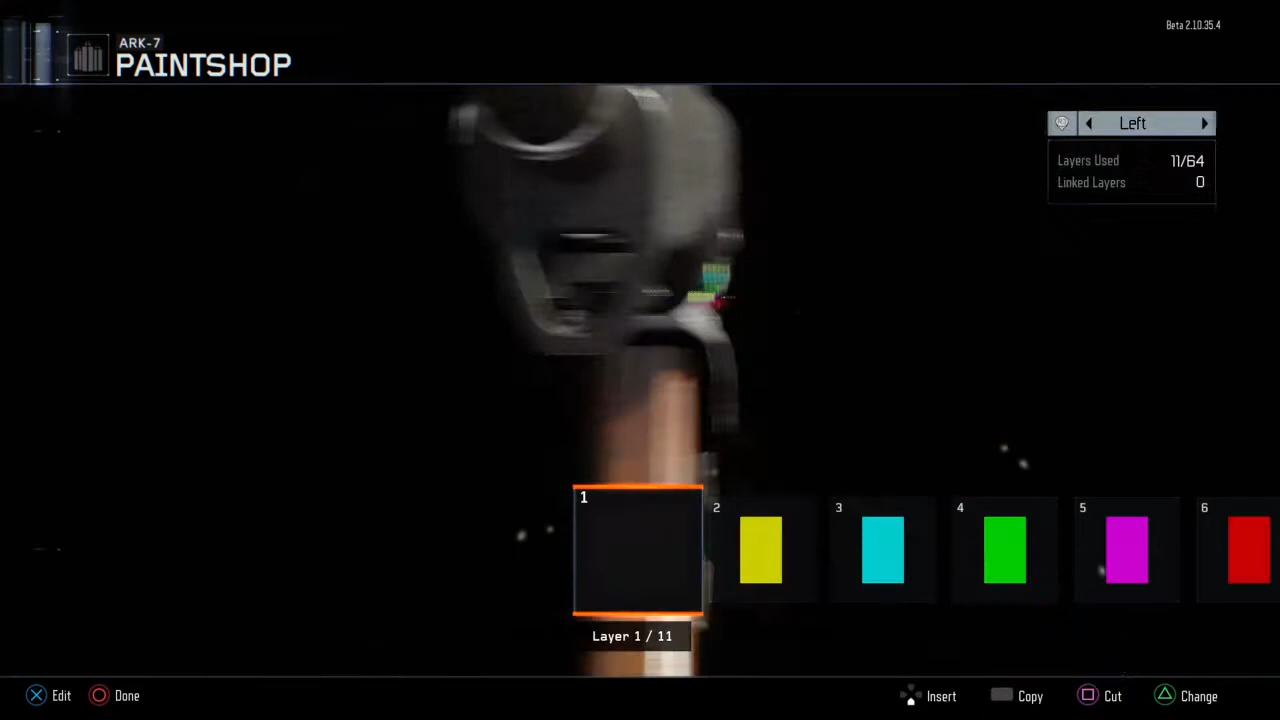 Beta 2.10.35.4
ARK-7
PAINTSHOP
Left
Layers Used 11/64
Linked Layers 0
1
2
3
4
5
6
Layer 1 / 11
Edit
Done
Insert
Copy
Cut
Change